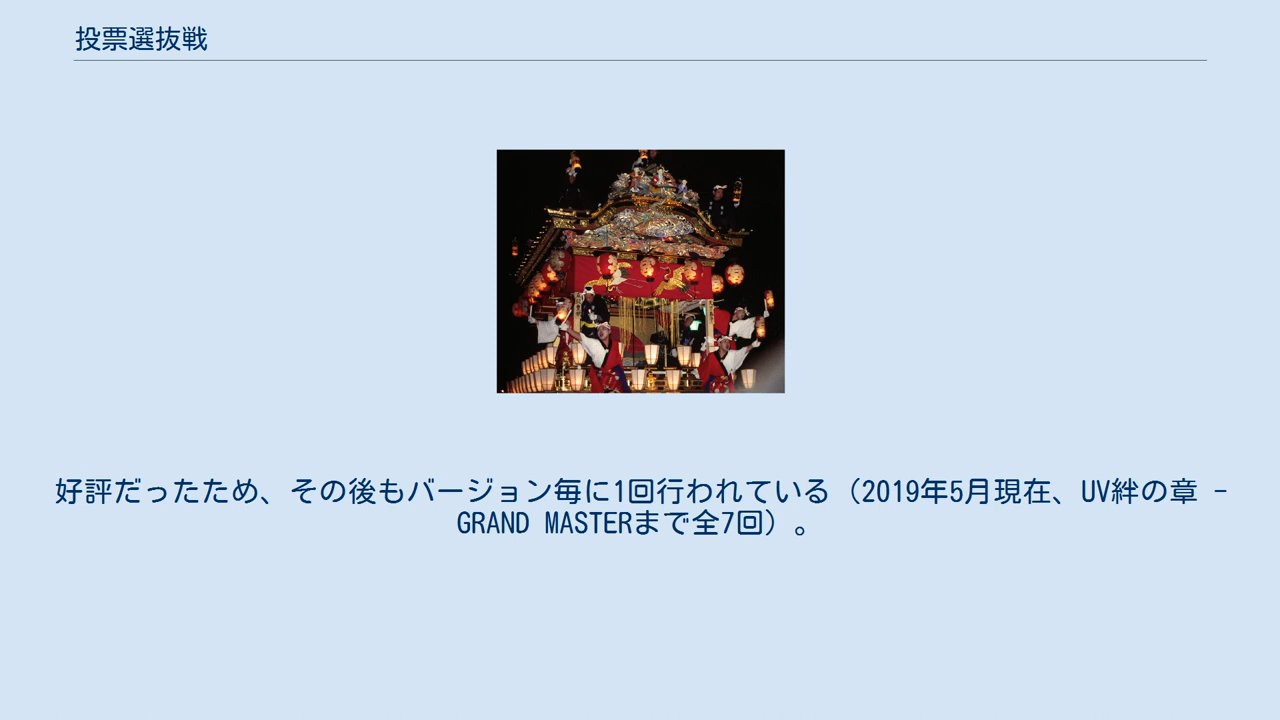 投票選抜戦
好評だったため、その後もバージョン毎に1回行われている（2019年5月現在、UV絆の章 -
GRAND MASTERまで全7回）。